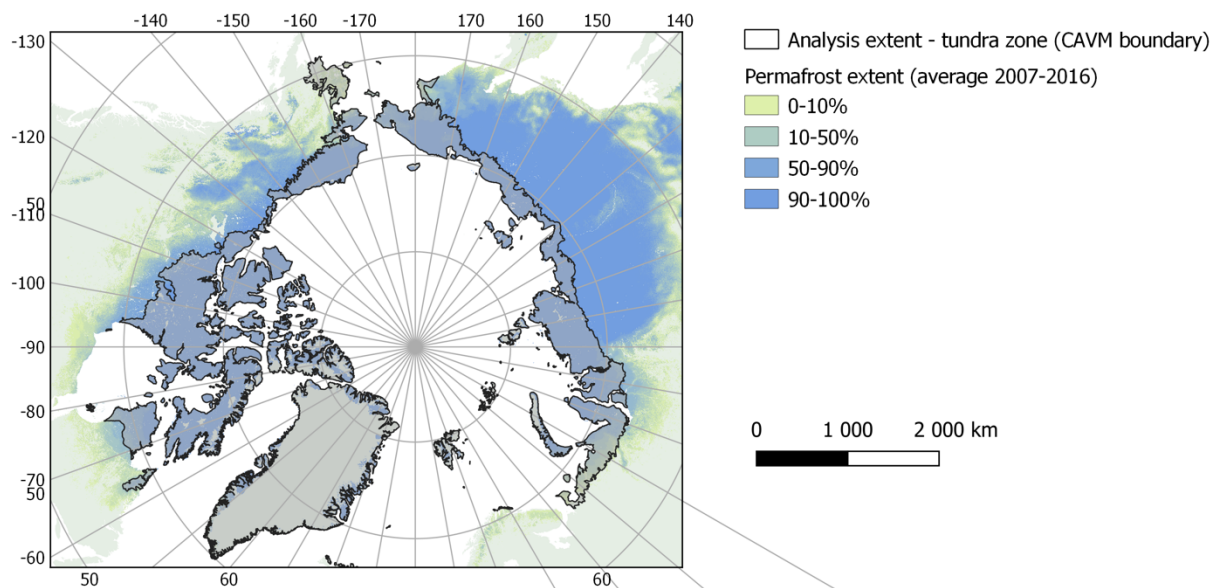 -140 -150 -160 -170 170 160 150 140
-130
-120
50
-110
-100
-90
-80
-70
50
-60
50 60 60
Analysis extent - tundra zone (CAVM boundary)
Permafrost extent (average 2007-2016)
0-10%
10-50%
50-90%
90-100%
0 1 000 2 000 km